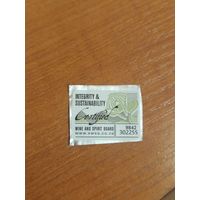 INTEGRITY &
SUSTAINABILITY
Certified
WINE AND SPIRIT BOARD
www.swsa.co.za
9842
302255